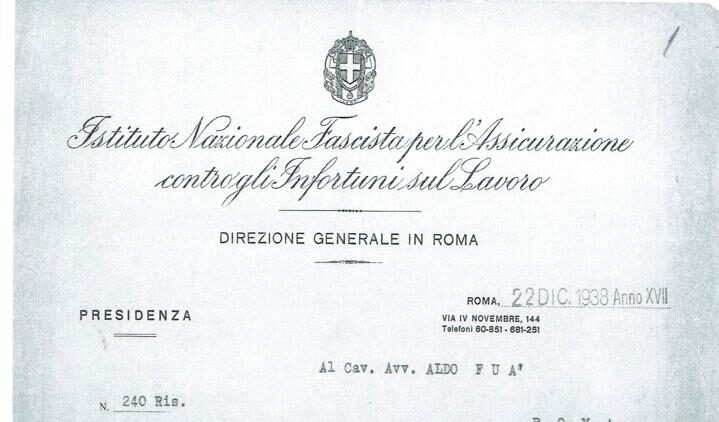 1
Istituto Nazionale Fascista per l'Assicurazione
contro gli Infortuni sul Lavoro
DIREZIONE GENERALE IN ROMA
ROMA, 22 DIC. 1938 Anno XVII
PRESIDENZA
VIA IV NOVEMBRE, 144
Telefoni 60-851 - 681-251
Al Cav. Avv. ALDO F U A'
N. 240 Ris.
R O M A